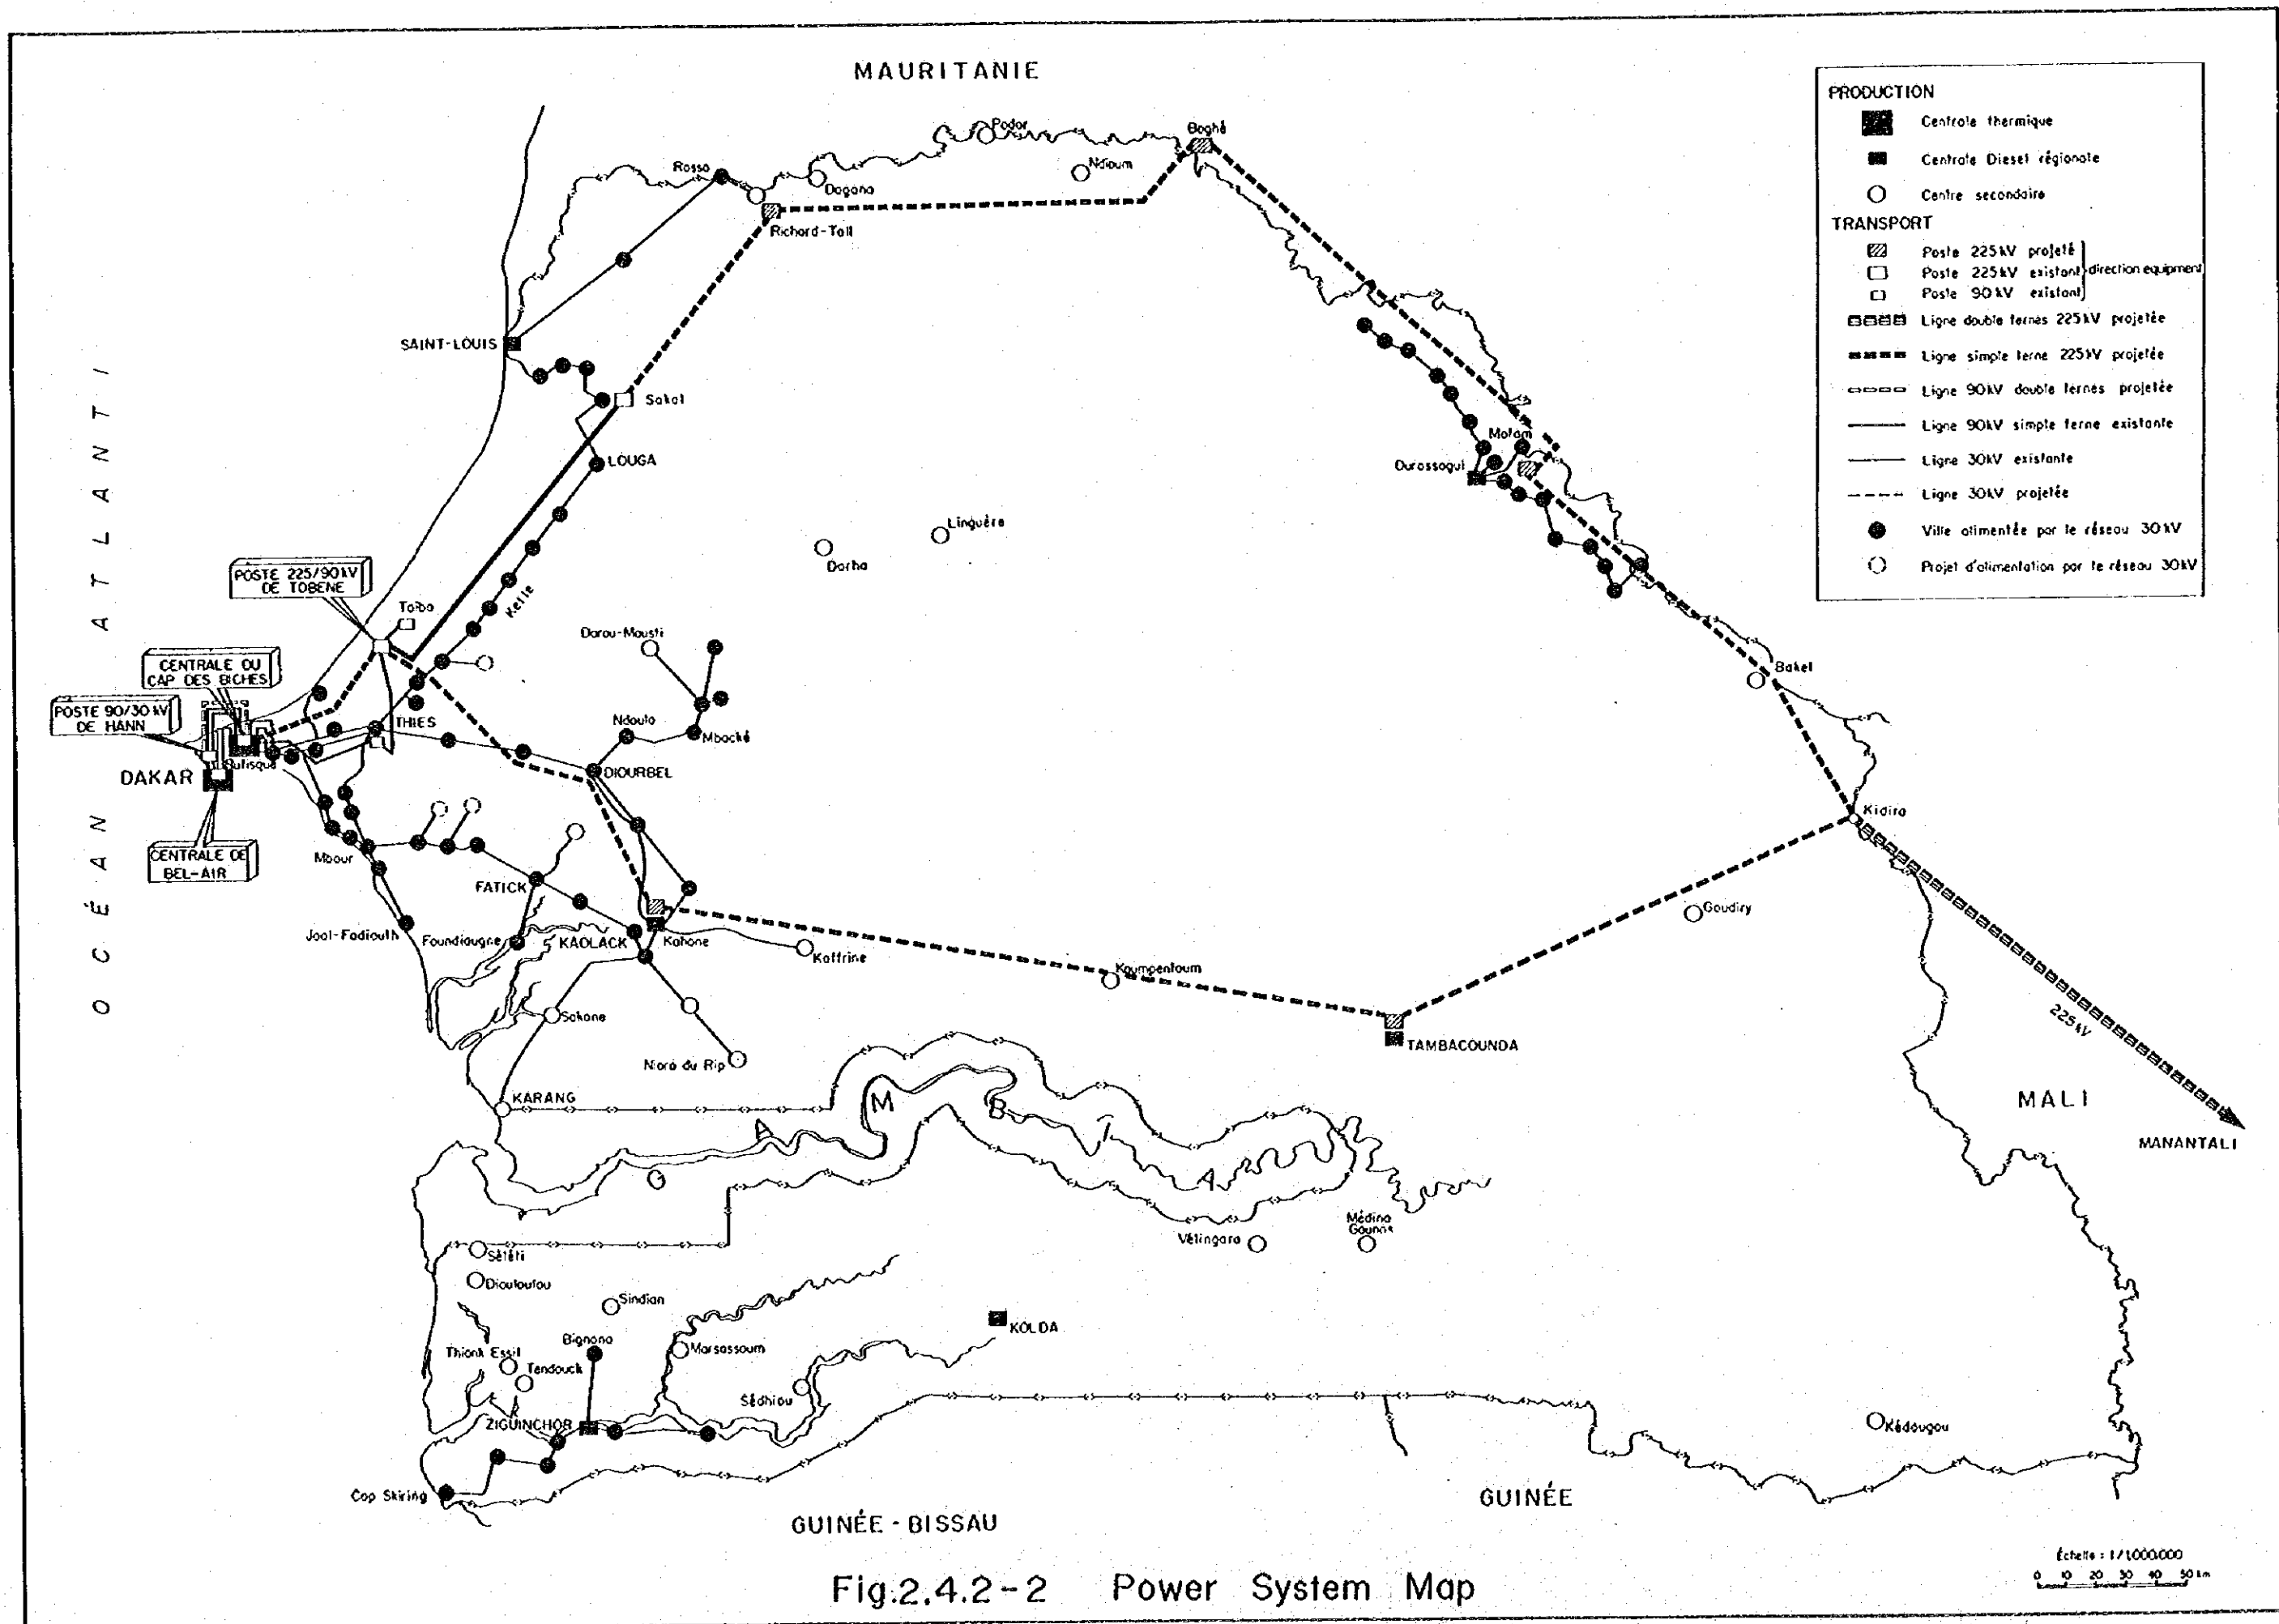 MAURITANIE
PRODUCTION
Centrale thermique
Centrale Diesel régionale
Centre secondaire
TRANSPORT
Poste 225kV projeté
Poste 225kV existant
Poste 90kV existant
direction equipment
Ligne double ternes 225kV projetée
Ligne simple terne 225kV projetée
Ligne 90kV double ternes projetée
Ligne 90kV simple terne existante
Ligne 30kV existante
Ligne 30kV projetée
Ville alimentée par le réseau 30kV
Projet d'alimentation par le réseau 30kV
Podor
Boghé
Ndioum
Rosso
Dagana
Richard-Toll
SAINT-LOUIS
Sakal
LOUGA
Matam
Ourossogui
Linguère
Darha
Kelle
POSTE 225/90kV
DE TOBENE
Taiba
Darou-Mousti
CENTRALE DU
CAP DES BICHES
POSTE 90/30kV
DE HANN
THIES
Ndoulo
Mbacké
Bakel
Rufisque
DAKAR
DIOURBEL
Kidira
CENTRALE DE
BEL-AIR
Mbour
FATICK
Goudiry
Joal-Fadiouth
Foundiougne
KAOLACK
Kahone
Kaffrine
Koumpentoum
Sokone
TAMBACOUNDA
225kV
Nioro du Rip
KARANG
MALI
MANANTALI
GAMBIA
OCÉAN ATLANTI
Séléti
Diouloulou
Vélingara
Médina
Gounas
Sindian
KOLDA
Bignona
Marsassoum
Thionk Essil
Tendouck
Sédhiou
ZIGUINCHOR
Kédougou
Cap Skiring
GUINÉE
GUINÉE-BISSAU
Échelle : 1/1.000.000
0 10 20 30 40 50 km
Fig.2.4.2-2 Power System Map